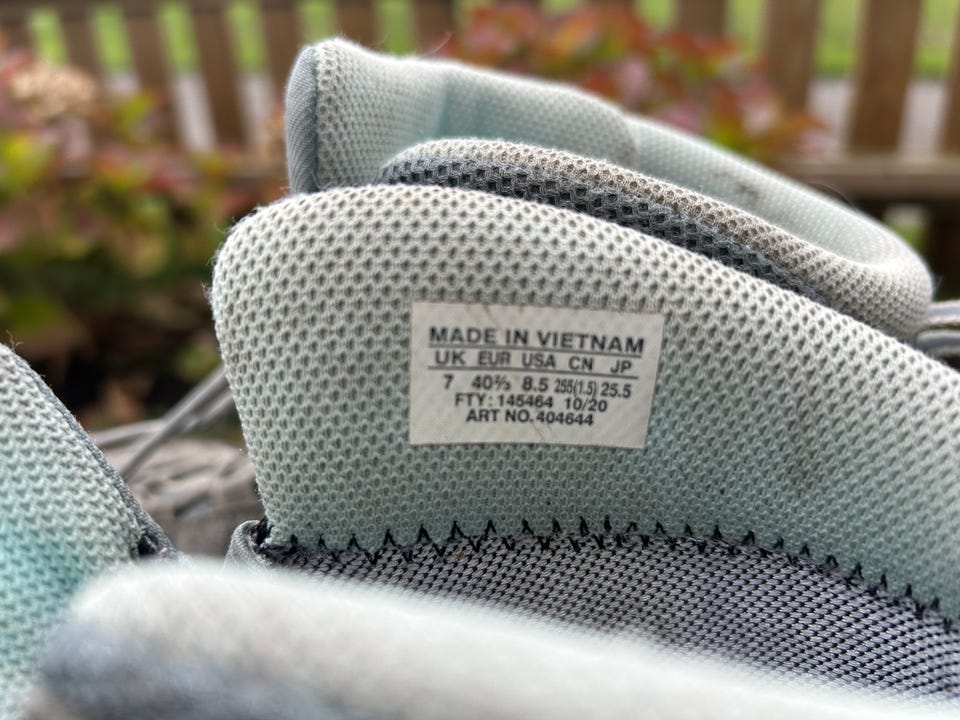 MADE IN VIETNAM
UK EUR USA CN JP
7 40⅔ 8.5 255(1.5) 25.5
FTY: 145464 10/20
ART NO. 404644